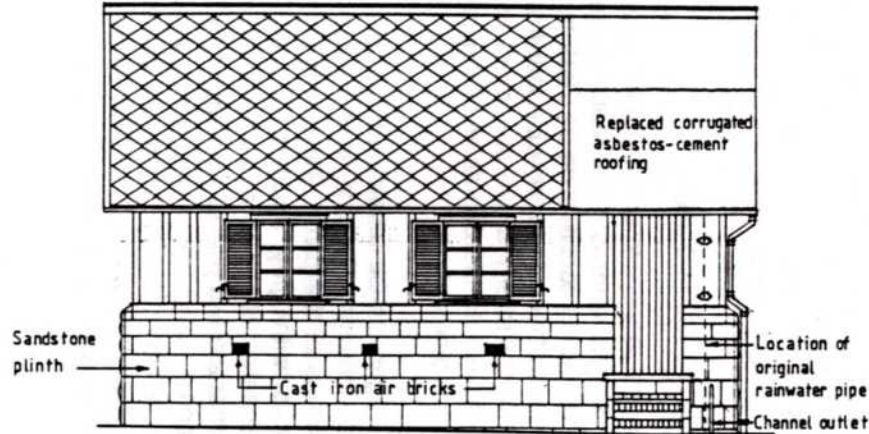 Replaced corrugated
asbestos-cement
roofing
Sandstone
plinth
Cast iron air bricks
Location of
original
rainwater pipe
Channel outlet